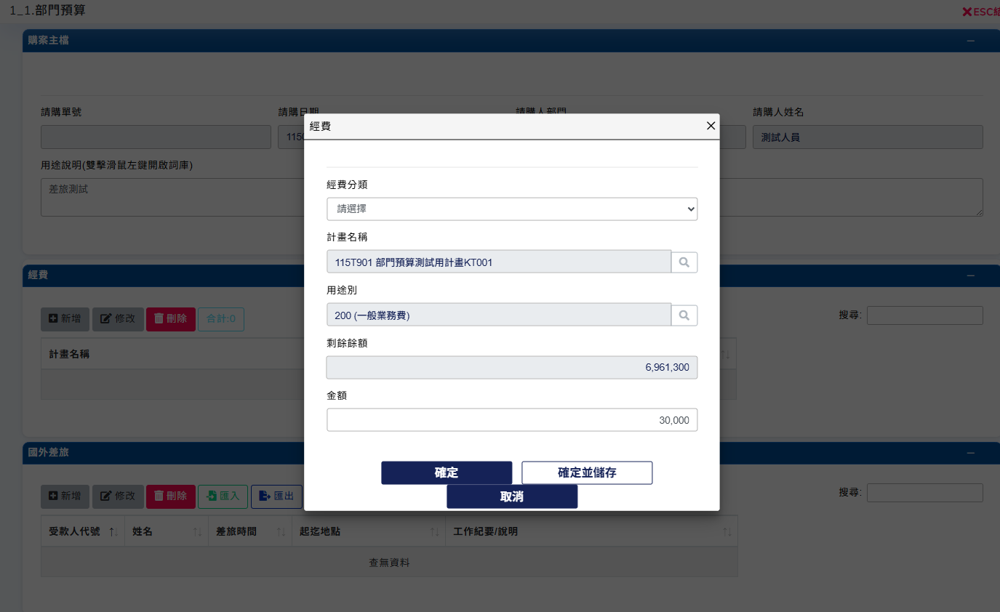 1_1.部門預算
ESC結
購案主檔
請購單號
請購日期
請購人部門
請購人姓名
115
測試人員
用途說明(雙擊滑鼠左鍵開啟詞庫)
差旅測試
經費
經費分類
請選擇
計畫名稱
115T901 部門預算測試用計畫KT001
用途別
200 (一般業務費)
剩餘餘額
6,961,300
金額
30,000
確定
確定並儲存
取消
經費
新增
修改
刪除
合計:0
搜尋:
計畫名稱
國外差旅
新增
修改
刪除
匯入
匯出
搜尋:
受款人代號
姓名
差旅時間
起迄地點
工作紀要/說明
查無資料